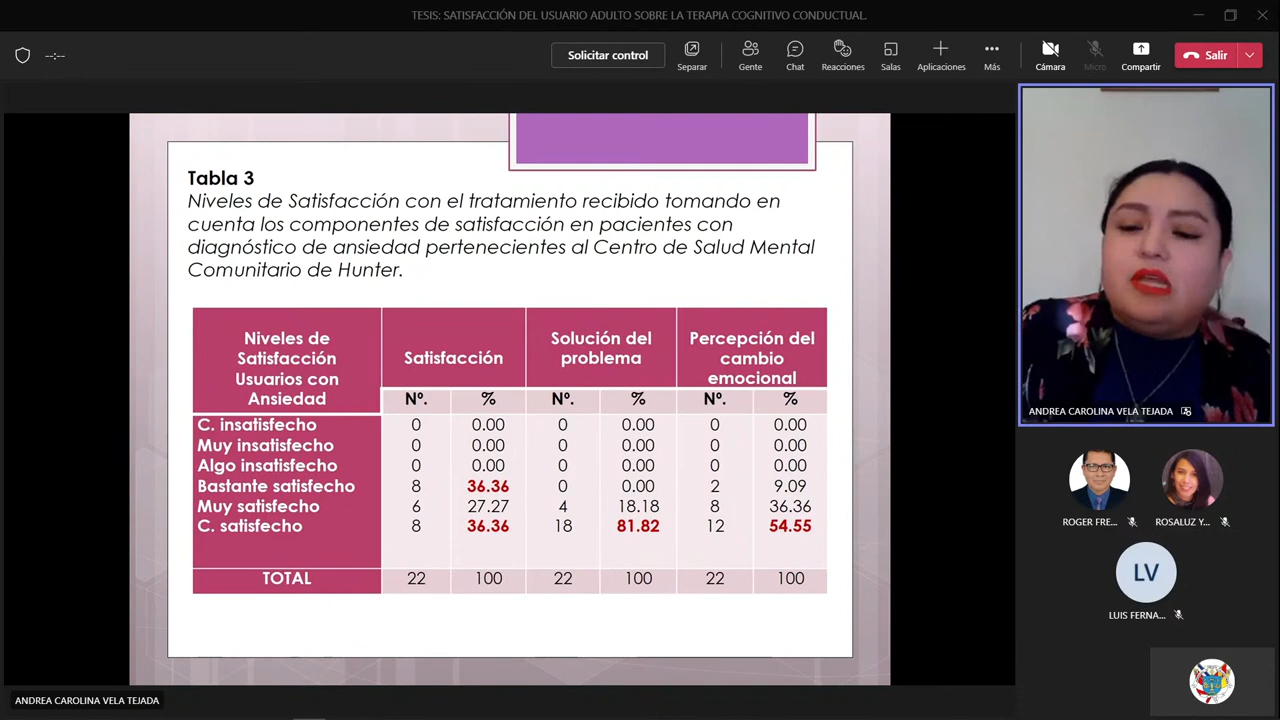 TESIS: SATISFACCIÓN DEL USUARIO ADULTO SOBRE LA TERAPIA COGNITIVO CONDUCTUAL.
--:--
Solicitar control
Separar
Gente
Chat
Reacciones
Salas
Aplicaciones
Más
Cámara
Micro
Compartir
Salir
Tabla 3
Niveles de Satisfacción con el tratamiento recibido tomando en
cuenta los componentes de satisfacción en pacientes con
diagnóstico de ansiedad pertenecientes al Centro de Salud Mental
Comunitario de Hunter.
Niveles de Satisfacción Usuarios con Ansiedad Satisfacción Solución del problema Percepción del cambio emocional
Nº. % Nº. % Nº. %
C. insatisfecho 0 0.00 0 0.00 0 0.00
Muy insatisfecho 0 0.00 0 0.00 0 0.00
Algo insatisfecho 0 0.00 0 0.00 0 0.00
Bastante satisfecho 8 36.36 0 0.00 2 9.09
Muy satisfecho 6 27.27 4 18.18 8 36.36
C. satisfecho 8 36.36 18 81.82 12 54.55
TOTAL 22 100 22 100 22 100
ANDREA CAROLINA VELA TEJADA
ROGER FRE...
ROSALUZ Y...
LV
LUIS FERNA...
ANDREA CAROLINA VELA TEJADA